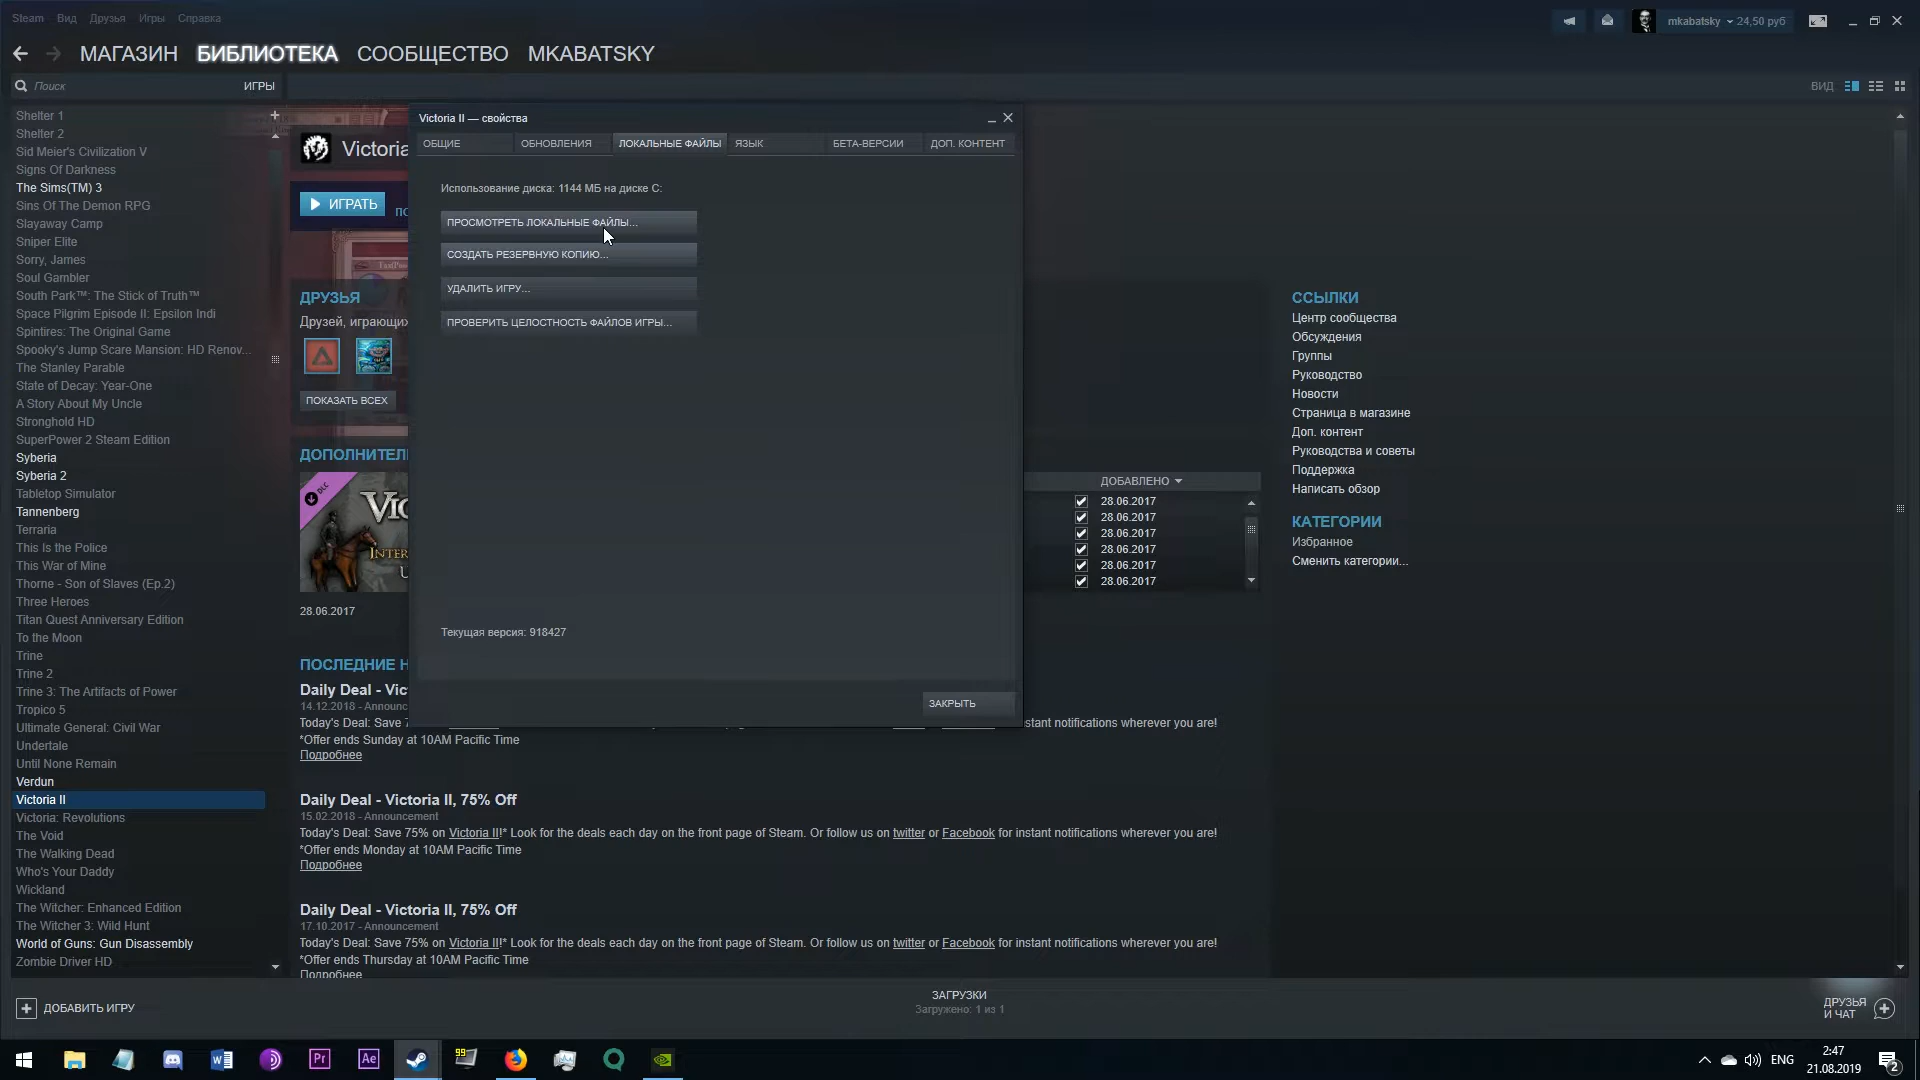 Steam Вид Друзья Игры Справка
mkabatsky 24,50 руб
МАГАЗИН БИБЛИОТЕКА СООБЩЕСТВО MKABATSKY
Поиск ИГРЫ
ВИД
Shelter 1
Shelter 2
Sid Meier's Civilization V
Signs Of Darkness
The Sims(TM) 3
Sins Of The Demon RPG
Slayaway Camp
Sniper Elite
Sorry, James
Soul Gambler
South Park™: The Stick of Truth™
Space Pilgrim Episode II: Epsilon Indi
Spintires: The Original Game
Spooky's Jump Scare Mansion: HD Renov...
The Stanley Parable
State of Decay: Year-One
A Story About My Uncle
Stronghold HD
SuperPower 2 Steam Edition
Syberia
Syberia 2
Tabletop Simulator
Tannenberg
Terraria
This Is the Police
This War of Mine
Thorne - Son of Slaves (Ep.2)
Three Heroes
Titan Quest Anniversary Edition
To the Moon
Trine
Trine 2
Trine 3: The Artifacts of Power
Tropico 5
Ultimate General: Civil War
Undertale
Until None Remain
Verdun
Victoria II
Victoria: Revolutions
The Void
The Walking Dead
Who's Your Daddy
Wickland
The Witcher: Enhanced Edition
The Witcher 3: Wild Hunt
World of Guns: Gun Disassembly
Zombie Driver HD
Victoria
ИГРАТЬ
ДРУЗЬЯ
Друзей, играющих
ПОКАЗАТЬ ВСЕХ
ДОПОЛНИТЕЛЬ
DLC
28.06.2017
Victoria II — свойства
ОБЩИЕ ОБНОВЛЕНИЯ ЛОКАЛЬНЫЕ ФАЙЛЫ ЯЗЫК БЕТА-ВЕРСИИ ДОП. КОНТЕНТ
Использование диска: 1144 МБ на диске C:
ПРОСМОТРЕТЬ ЛОКАЛЬНЫЕ ФАЙЛЫ...
СОЗДАТЬ РЕЗЕРВНУЮ КОПИЮ...
УДАЛИТЬ ИГРУ...
ПРОВЕРИТЬ ЦЕЛОСТНОСТЬ ФАЙЛОВ ИГРЫ...
Текущая версия: 918427
ЗАКРЫТЬ
ДОБАВЛЕНО
28.06.2017
28.06.2017
28.06.2017
28.06.2017
28.06.2017
28.06.2017
ССЫЛКИ
Центр сообщества
Обсуждения
Группы
Руководство
Новости
Страница в магазине
Доп. контент
Руководства и советы
Поддержка
Написать обзор
КАТЕГОРИИ
Избранное
Сменить категории...
ПОСЛЕДНИЕ Н
Daily Deal - Vic
14.12.2018 - Announc
Today's Deal: Save 7 stant notifications wherever you are!
*Offer ends Sunday at 10AM Pacific Time
Подробнее
Daily Deal - Victoria II, 75% Off
15.02.2018 - Announcement
Today's Deal: Save 75% on Victoria II!* Look for the deals each day on the front page of Steam. Or follow us on twitter or Facebook for instant notifications wherever you are!
*Offer ends Monday at 10AM Pacific Time
Подробнее
Daily Deal - Victoria II, 75% Off
17.10.2017 - Announcement
Today's Deal: Save 75% on Victoria II!* Look for the deals each day on the front page of Steam. Or follow us on twitter or Facebook for instant notifications wherever you are!
*Offer ends Thursday at 10AM Pacific Time
Подробнее
ДОБАВИТЬ ИГРУ
ЗАГРУЗКИ
Загружено: 1 из 1
ДРУЗЬЯ
И ЧАТ
Pr Ae 99
ENG
2:47
21.08.2019
2